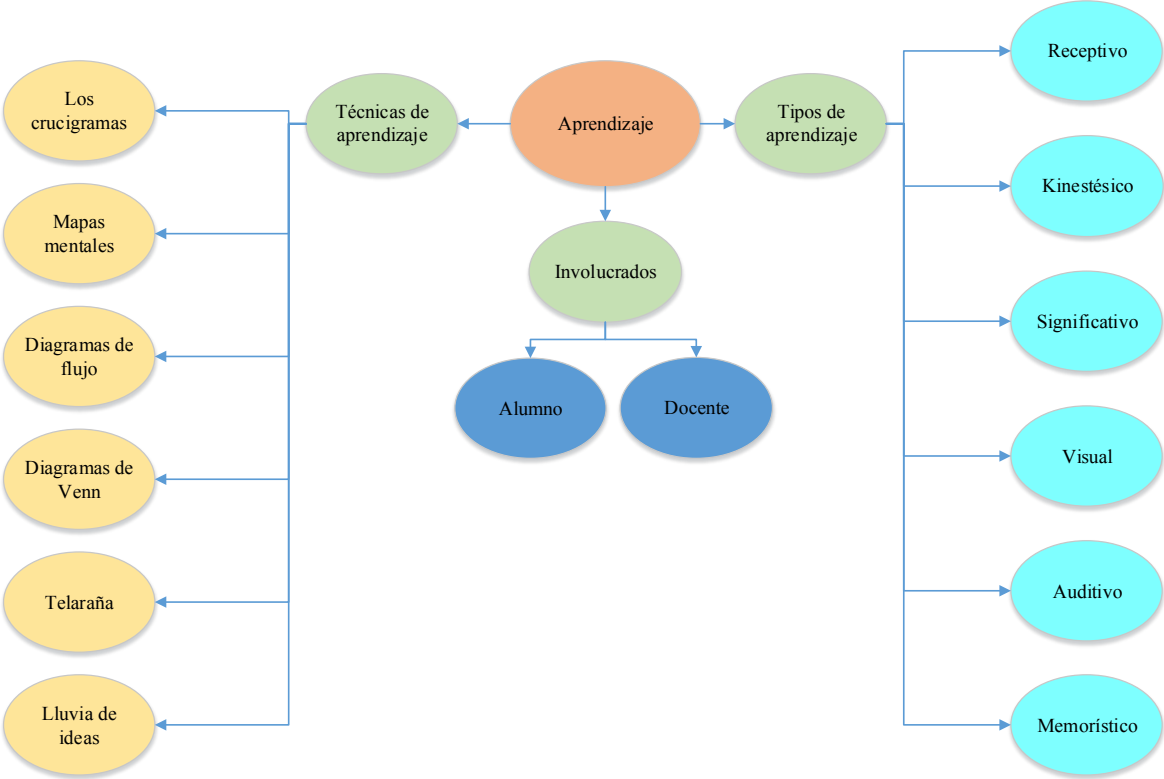 Aprendizaje
Técnicas de
aprendizaje
Los
crucigramas
Mapas
mentales
Diagramas de
flujo
Diagramas de
Venn
Telaraña
Lluvia de
ideas
Involucrados
Alumno
Docente
Tipos de
aprendizaje
Receptivo
Kinestésico
Significativo
Visual
Auditivo
Memorístico